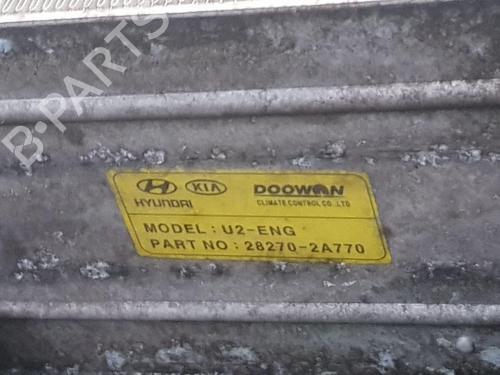 B-PARTS
HYUNDAI KIA DOOWON
CLIMATE CONTROL CO.,LTD
MODEL : U2-ENG
PART NO : 28270-2A770